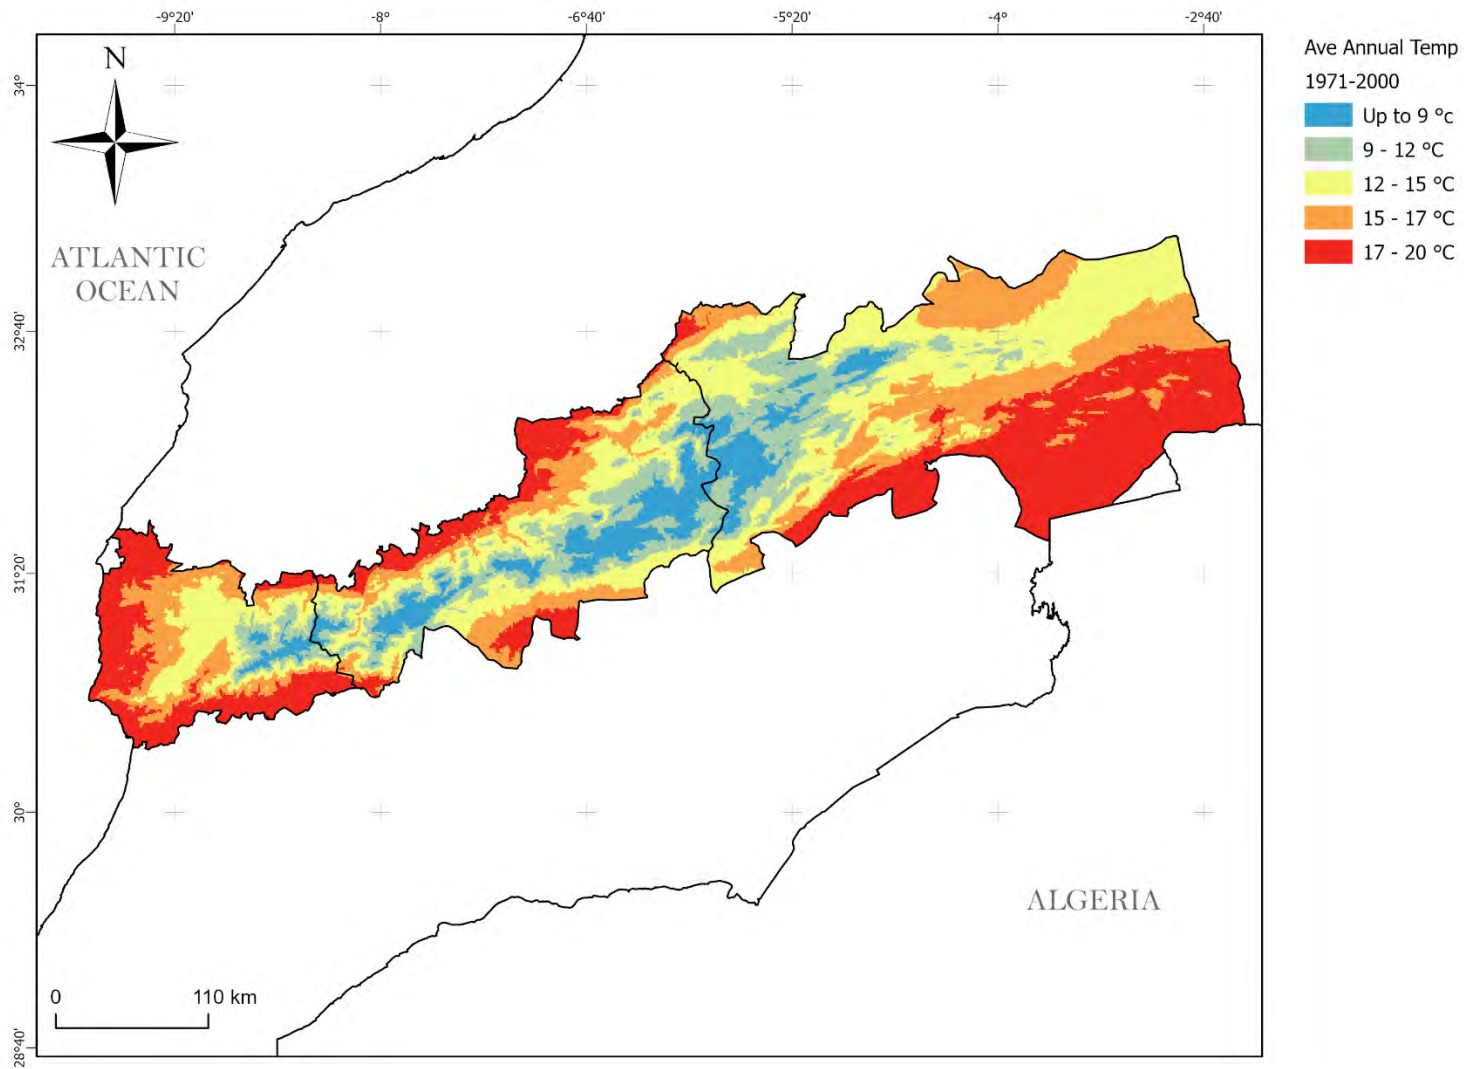 -9°20'
-8°
-6°40'
-5°20'
-4°
-2°40'
N
34°
32°40'
31°20'
30°
28°40'
ATLANTIC
OCEAN
ALGERIA
0
110 km
Ave Annual Temp
1971-2000
Up to 9 °c
9 - 12 °C
12 - 15 °C
15 - 17 °C
17 - 20 °C